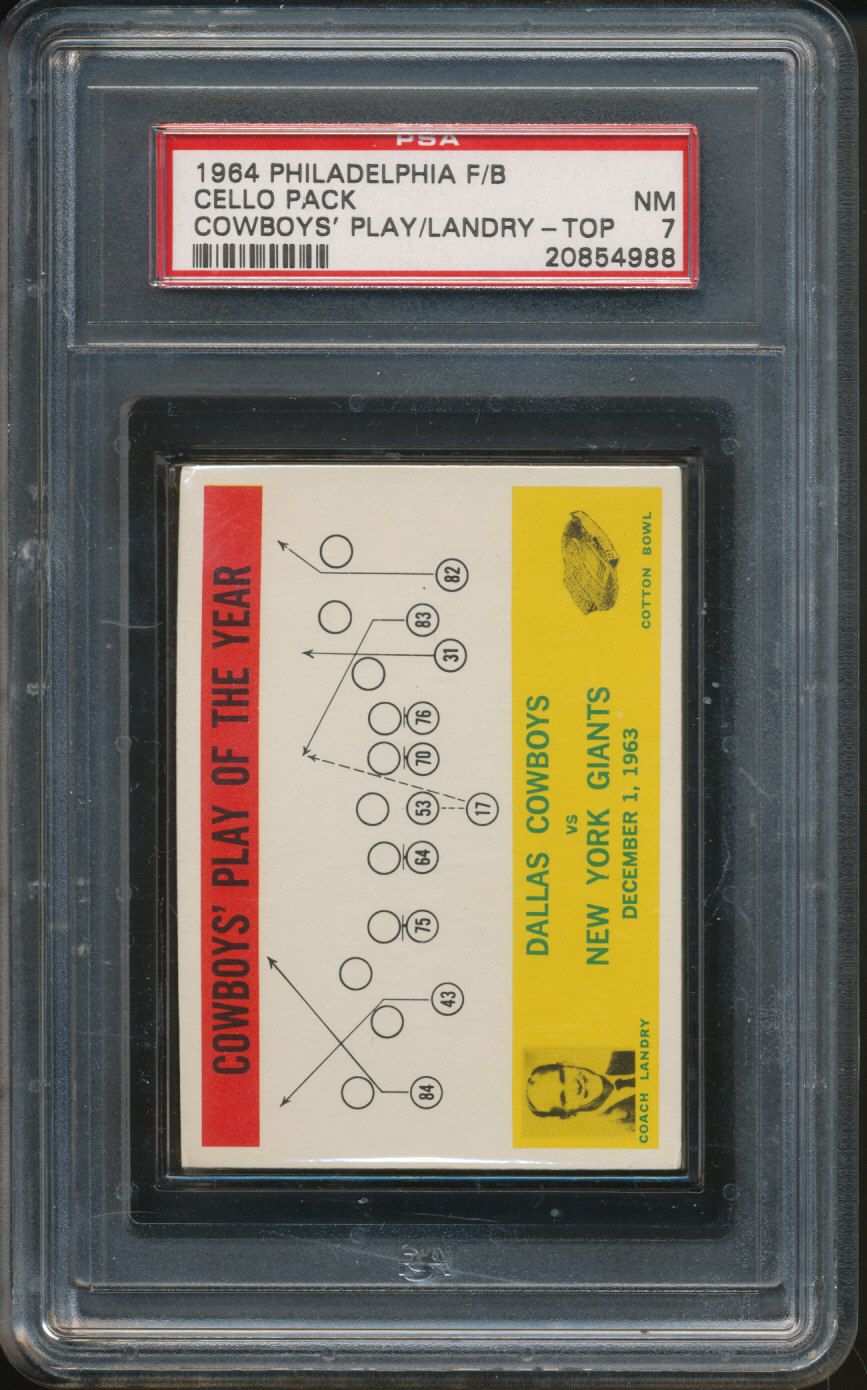 PSA
1964 PHILADELPHIA F/B
CELLO PACK NM
COWBOYS' PLAY/LANDRY – TOP 7
20854988
COWBOYS' PLAY OF THE YEAR
84
43
75
64
53
70
76
31
83
82
17
COACH LANDRY
DALLAS COWBOYS
VS
NEW YORK GIANTS
DECEMBER 1, 1963
COTTON BOWL
PSA